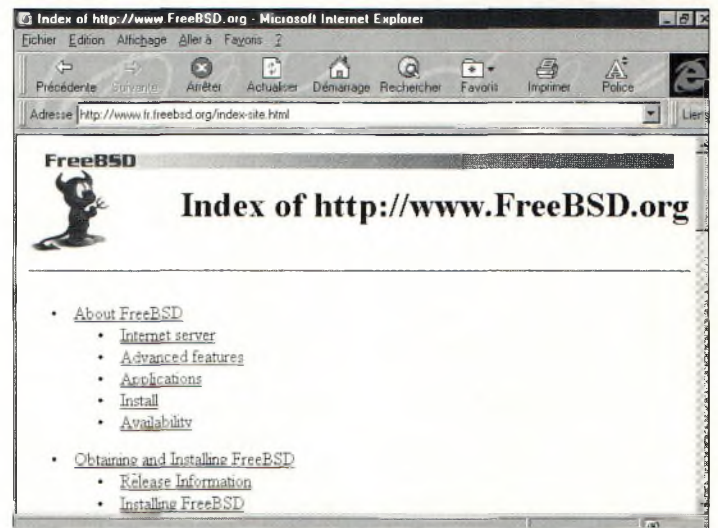 Index of http://www.FreeBSD.org - Microsoft Internet Explorer
Fichier Edition Affichage Aller à Favoris ?
Précédente Suivante Arrêter Actualiser Démarrage Rechercher Favoris Imprimer Police
Adresse http://www.fr.freebsd.org/index-site.html Liens
FreeBSD
Index of http://www.FreeBSD.org
• About FreeBSD
• Internet server
• Advanced features
• Applications
• Install
• Availability
• Obtaining and Installing FreeBSD
• Release Information
• Installing FreeBSD